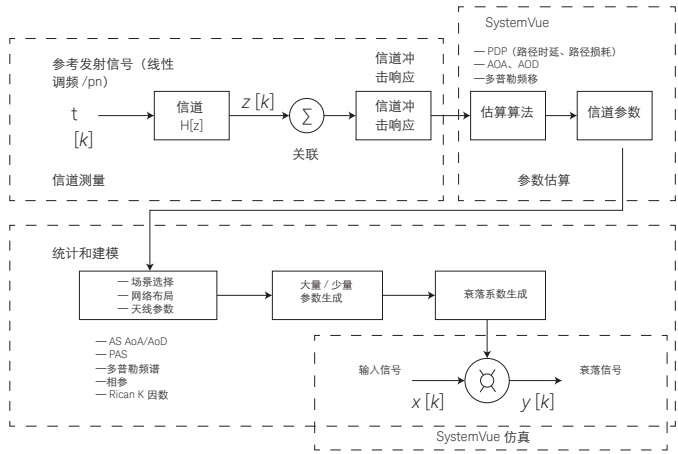 SystemVue
— PDP（路径时延、路径损耗）
— AOA、AOD
— 多普勒频移
参考发射信号（线性
调频 /pn）
t
[k]
信道
H[z]
z [k]
∑
关联
信道冲
击响应
信道冲
击响应
估算算法
信道参数
信道测量
参数估算
统计和建模
— 场景选择
— 网络布局
— 天线参数
大量 / 少量
参数生成
衰落系数生成
— AS AoA/AoD
— PAS
— 多普勒频谱
— 相参
— Rican K 因数
输入信号
x [k]
衰落信号
y [k]
SystemVue 仿真